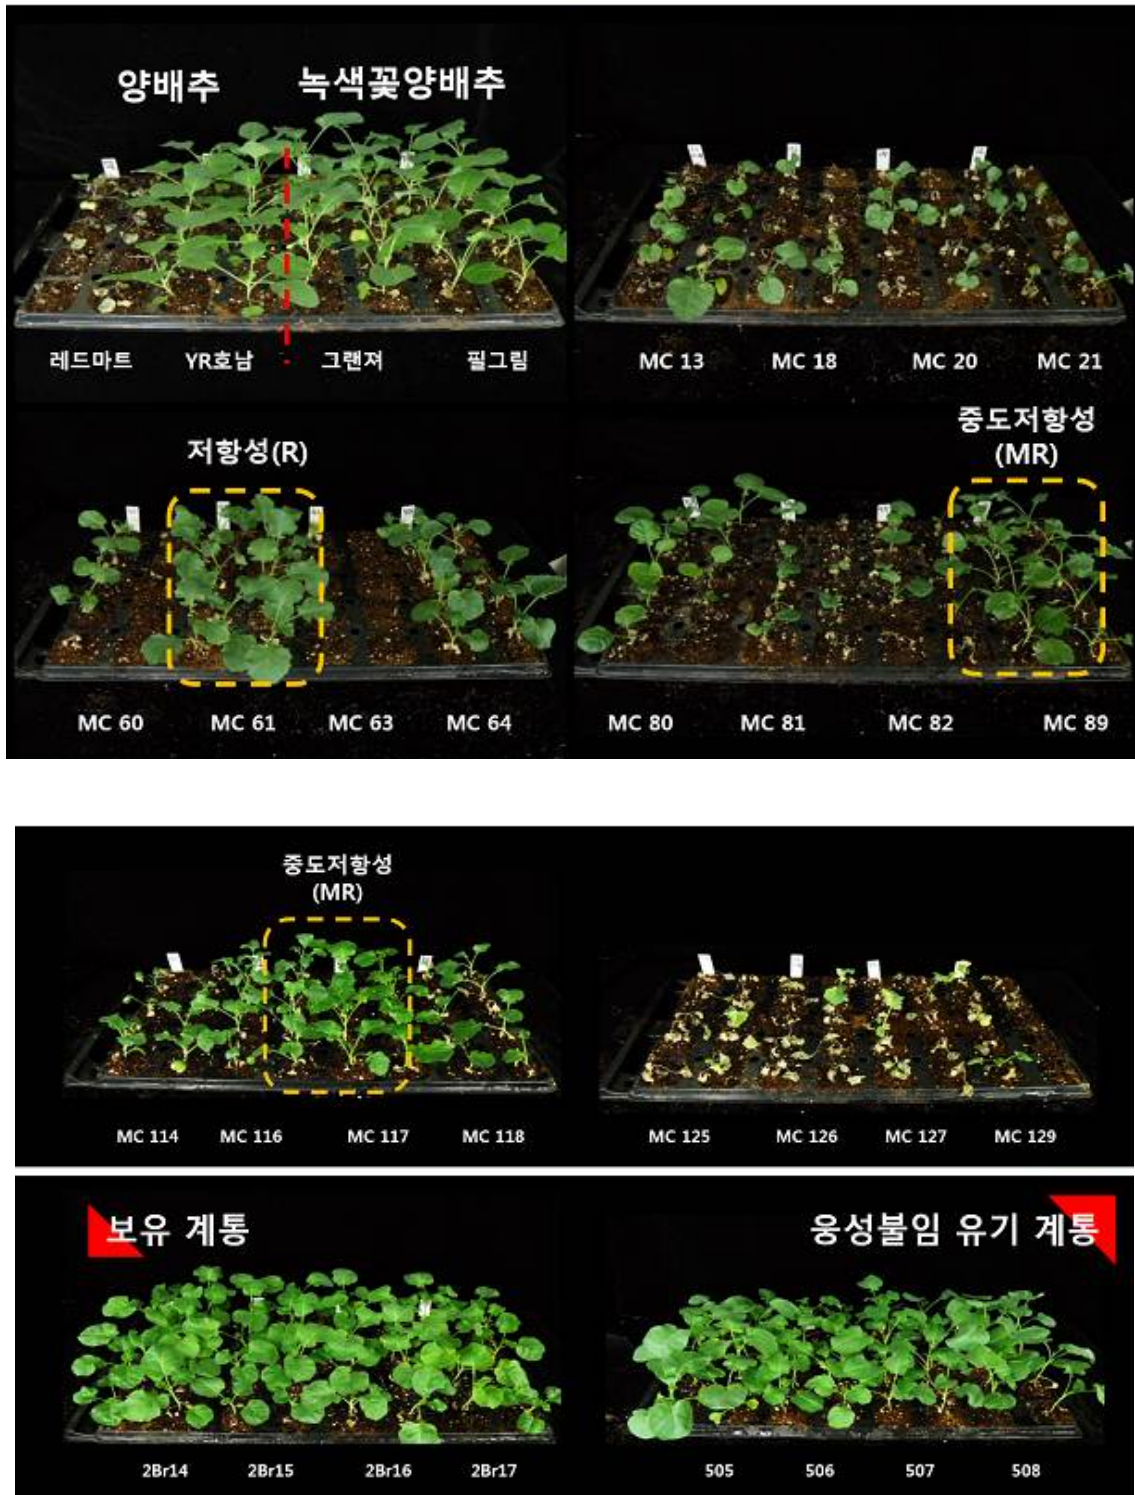 양배추 녹색꽃양배추
레드마트 YR호남 그랜져 필그림
MC 13 MC 18 MC 20 MC 21
저항성(R)
MC 60 MC 61 MC 63 MC 64
중도저항성
(MR)
MC 80 MC 81 MC 82 MC 89
중도저항성
(MR)
MC 114 MC 116 MC 117 MC 118
MC 125 MC 126 MC 127 MC 129
보유 계통
2Br14 2Br15 2Br16 2Br17
웅성불임 유기 계통
505 506 507 508